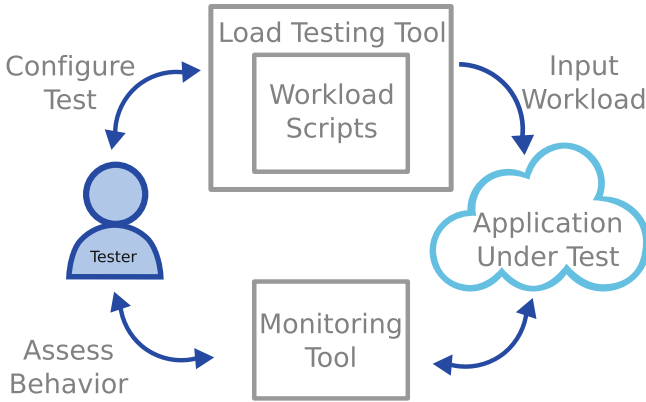 Load Testing Tool
Workload
Scripts
Configure
Test
Input
Workload
Tester
Application
Under Test
Monitoring
Tool
Assess
Behavior